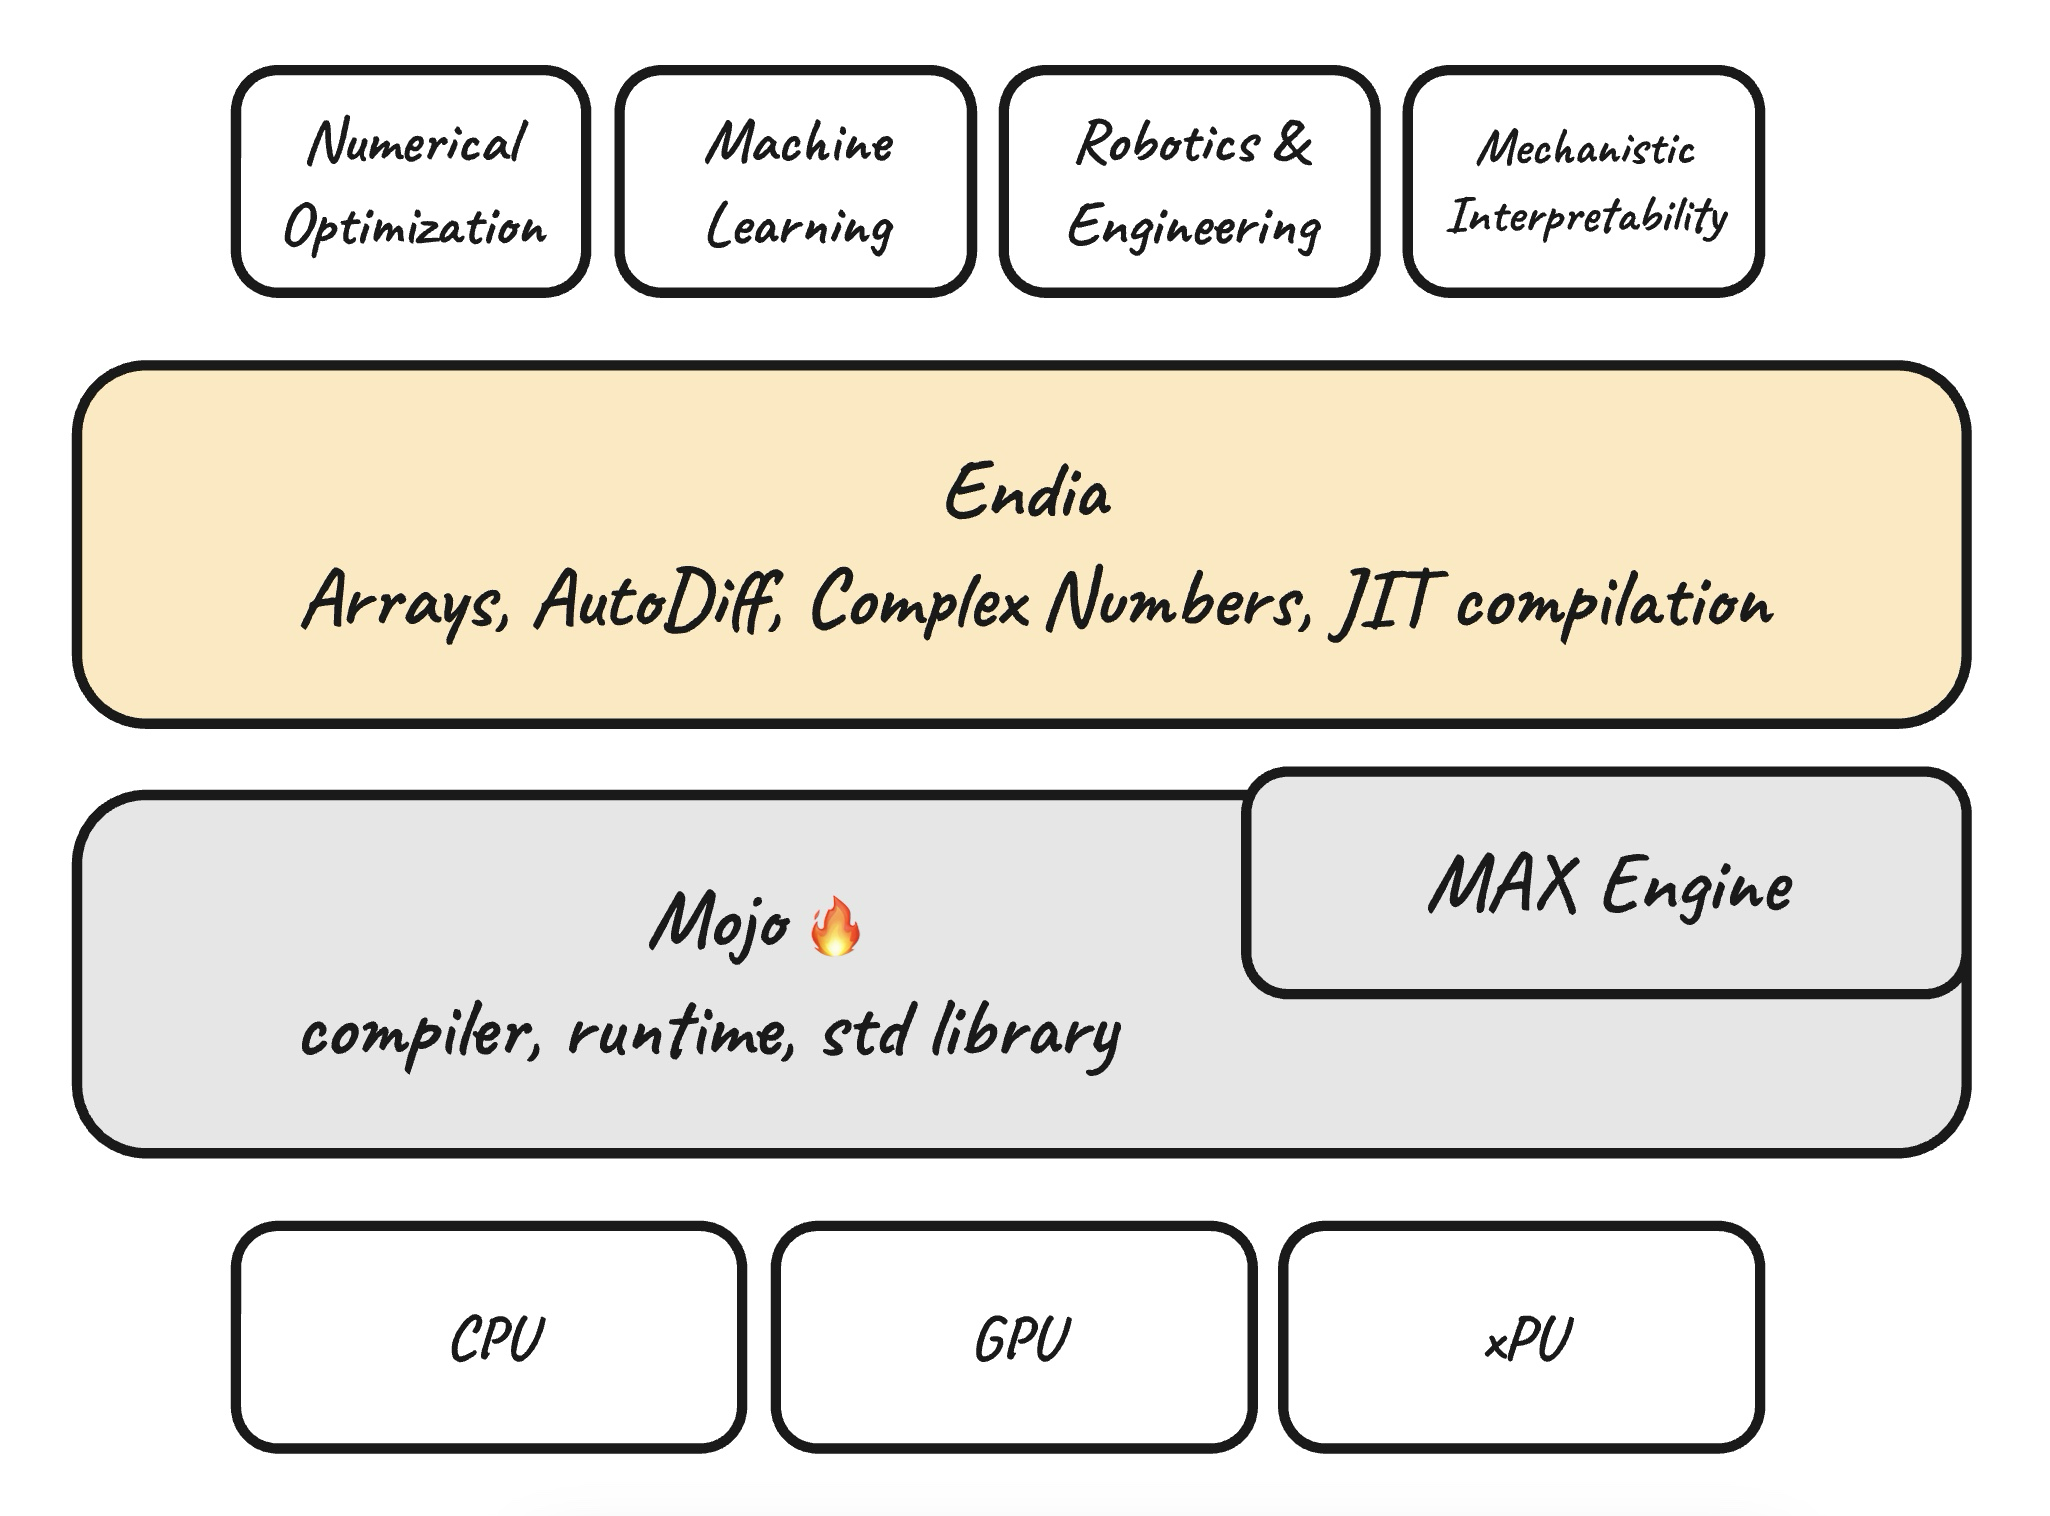 Numerical
Optimization
Machine
Learning
Robotics &
Engineering
Mechanistic
Interpretability
Endia
Arrays, AutoDiff, Complex Numbers, JIT compilation
MAX Engine
Mojo 🔥
compiler, runtime, std library
CPU
GPU
xPU